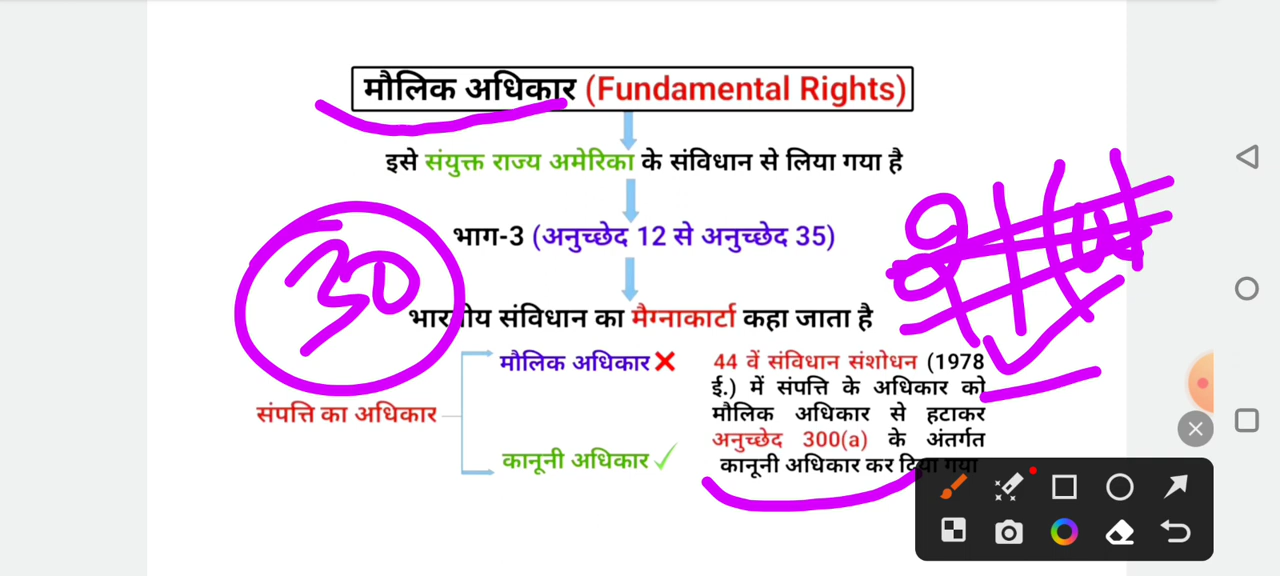 मौलिक अधिकार (Fundamental Rights)
इसे संयुक्त राज्य अमेरिका के संविधान से लिया गया है
भाग-3 (अनुच्छेद 12 से अनुच्छेद 35)
भारतीय संविधान का मैग्नाकार्टा कहा जाता है
संपत्ति का अधिकार
मौलिक अधिकार
कानूनी अधिकार
44 वें संविधान संशोधन (1978
ई.) में संपत्ति के अधिकार को
मौलिक अधिकार से हटाकर
अनुच्छेद 300(a) के अंतर्गत
कानूनी अधिकार कर दिया गया